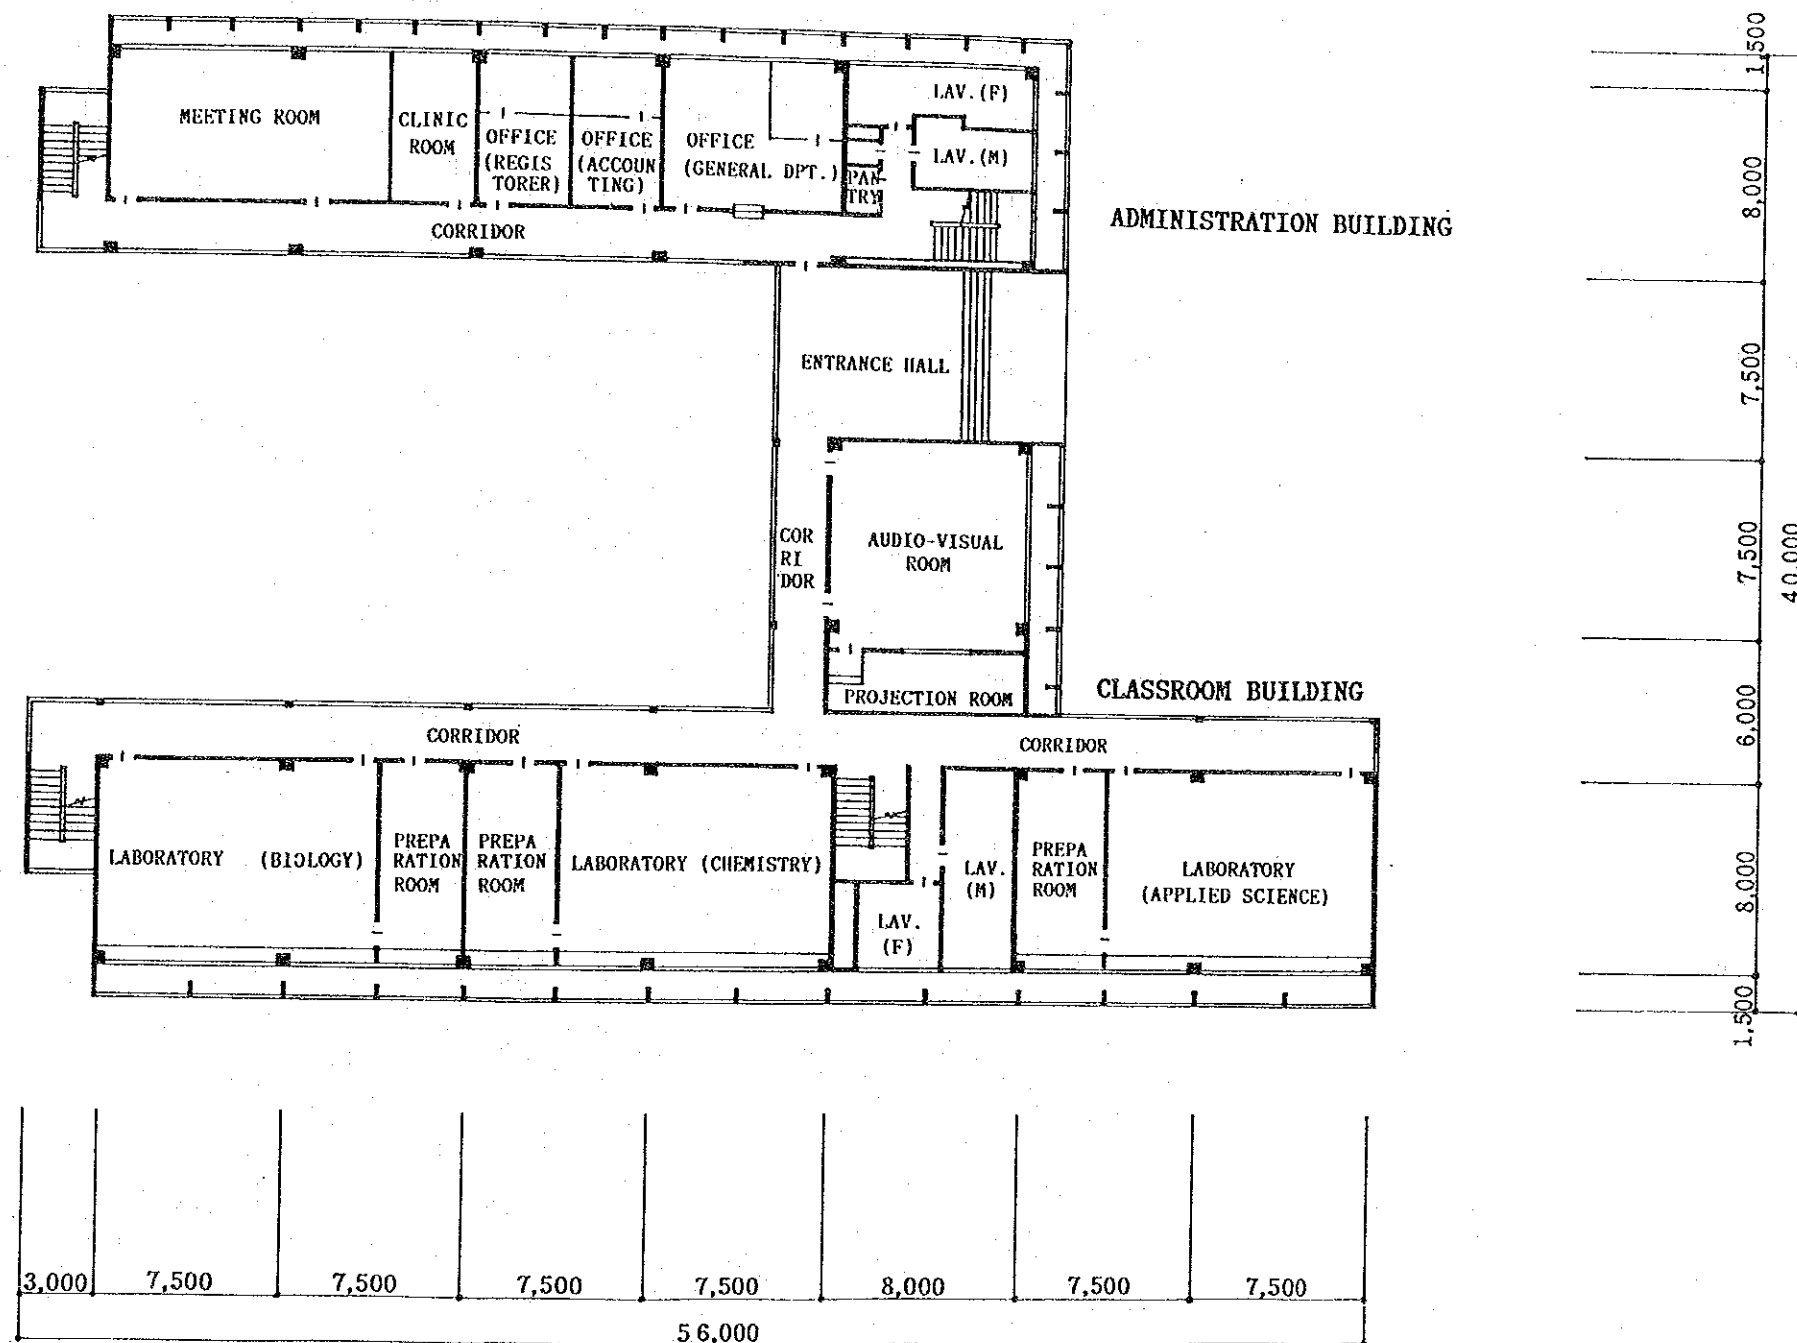 MEETING ROOM
CLINIC
ROOM
OFFICE
(REGIS
TORER)
OFFICE
(ACCOUN
TING)
OFFICE
(GENERAL DPT.)
LAV.(F)
LAV.(M)
PAN
TRY
CORRIDOR
ADMINISTRATION BUILDING
ENTRANCE HALL
COR
RI
DOR
AUDIO-VISUAL
ROOM
PROJECTION ROOM
CLASSROOM BUILDING
CORRIDOR
CORRIDOR
LABORATORY (BIOLOGY)
PREPA
RATION
ROOM
PREPA
RATION
ROOM
LABORATORY (CHEMISTRY)
LAV.
(F)
LAV.
(M)
PREPA
RATION
ROOM
LABORATORY
(APPLIED SCIENCE)
1,500
8,000
7,500
7,500
6,000
8,000
1,500
40,000
3,000
7,500
7,500
7,500
7,500
8,000
7,500
7,500
56,000